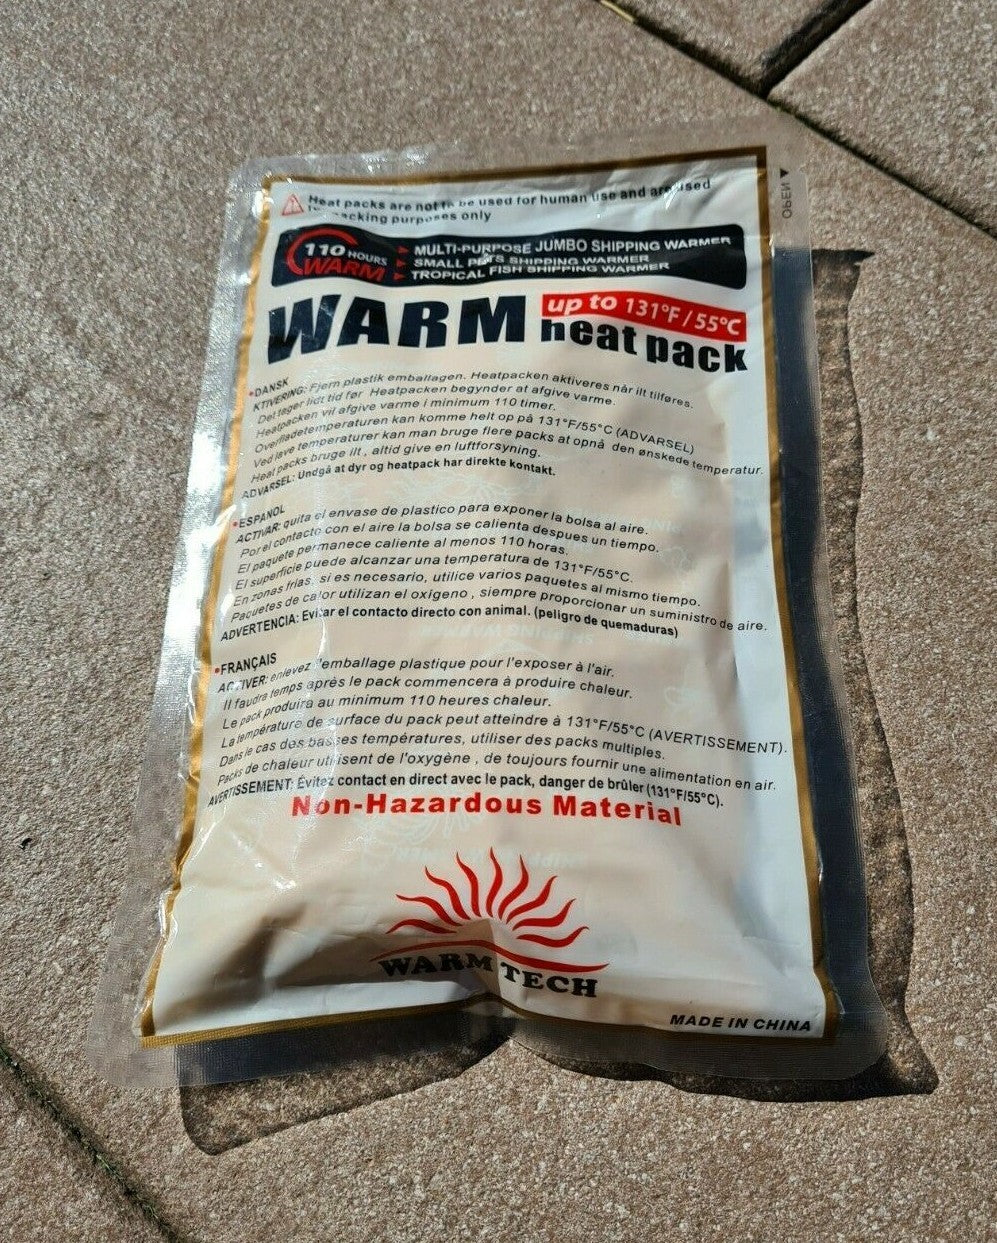 Heat packs are not to be used for human use and are used
packing purposes only
OPEN
110 HOURS
WARM
MULTI-PURPOSE JUMBO SHIPPING WARMER
SMALL PETS SHIPPING WARMER
TROPICAL FISH SHIPPING WARMER
WARM
up to 131°F/55°C
heat pack
•DANSK
KTIVERING: Fjern plastik emballagen. Heatpacken aktiveres når ilt tilføres.
Det tager lidt tid før Heatpacken begynder at afgive varme.
Heatpacken vil afgive varme i minimum 110 timer.
Overfladetemperaturen kan komme helt op på 131°F/55°C (ADVARSEL)
Ved lave temperaturer kan man bruge flere packs at opnå den ønskede temperatur.
Heat packs bruge ilt , altid give en luftforsyning.
ADVARSEL: Undgå at dyr og heatpack har direkte kontakt.
•ESPANOL
ACTIVAR: quita el envase de plastico para exponer la bolsa al aire.
Por el contacto con el aire la bolsa se calienta despues un tiempo.
El paquete permanece caliente al menos 110 horas.
El superficie puede alcanzar una temperatura de 131°F/55°C.
En zonas frias, si es necesario, utilice varios paquetes al mismo tiempo.
Paquetes de calor utilizan el oxígeno , siempre proporcionar un suministro de aire.
ADVERTENCIA: Evitar el contacto directo con animal. (peligro de quemaduras)
•FRANÇAIS
ACTIVER: enlevez l'emballage plastique pour l'exposer à l'air.
Il faudra temps après le pack commencera à produire chaleur.
Le pack produira au minimum 110 heures chaleur.
La température de surface du pack peut atteindre à 131°F/55°C (AVERTISSEMENT).
Dans le cas des basses températures, utiliser des packs multiples.
Packs de chaleur utilisent de l'oxygène , de toujours fournir une alimentation en air.
AVERTISSEMENT: Évitez contact en direct avec le pack, danger de brûler (131°F/55°C).
Non-Hazardous Material
WARM TECH
MADE IN CHINA